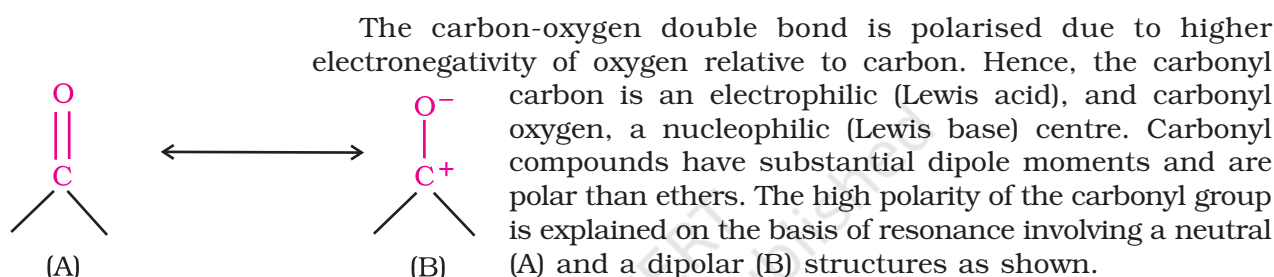 The carbon-oxygen double bond is polarised due to higher
electronegativity of oxygen relative to carbon. Hence, the carbonyl
carbon is an electrophilic (Lewis acid), and carbonyl
oxygen, a nucleophilic (Lewis base) centre. Carbonyl
compounds have substantial dipole moments and are
polar than ethers. The high polarity of the carbonyl group
is explained on the basis of resonance involving a neutral
(A) and a dipolar (B) structures as shown.
O
C
(A)
O–
C+
(B)